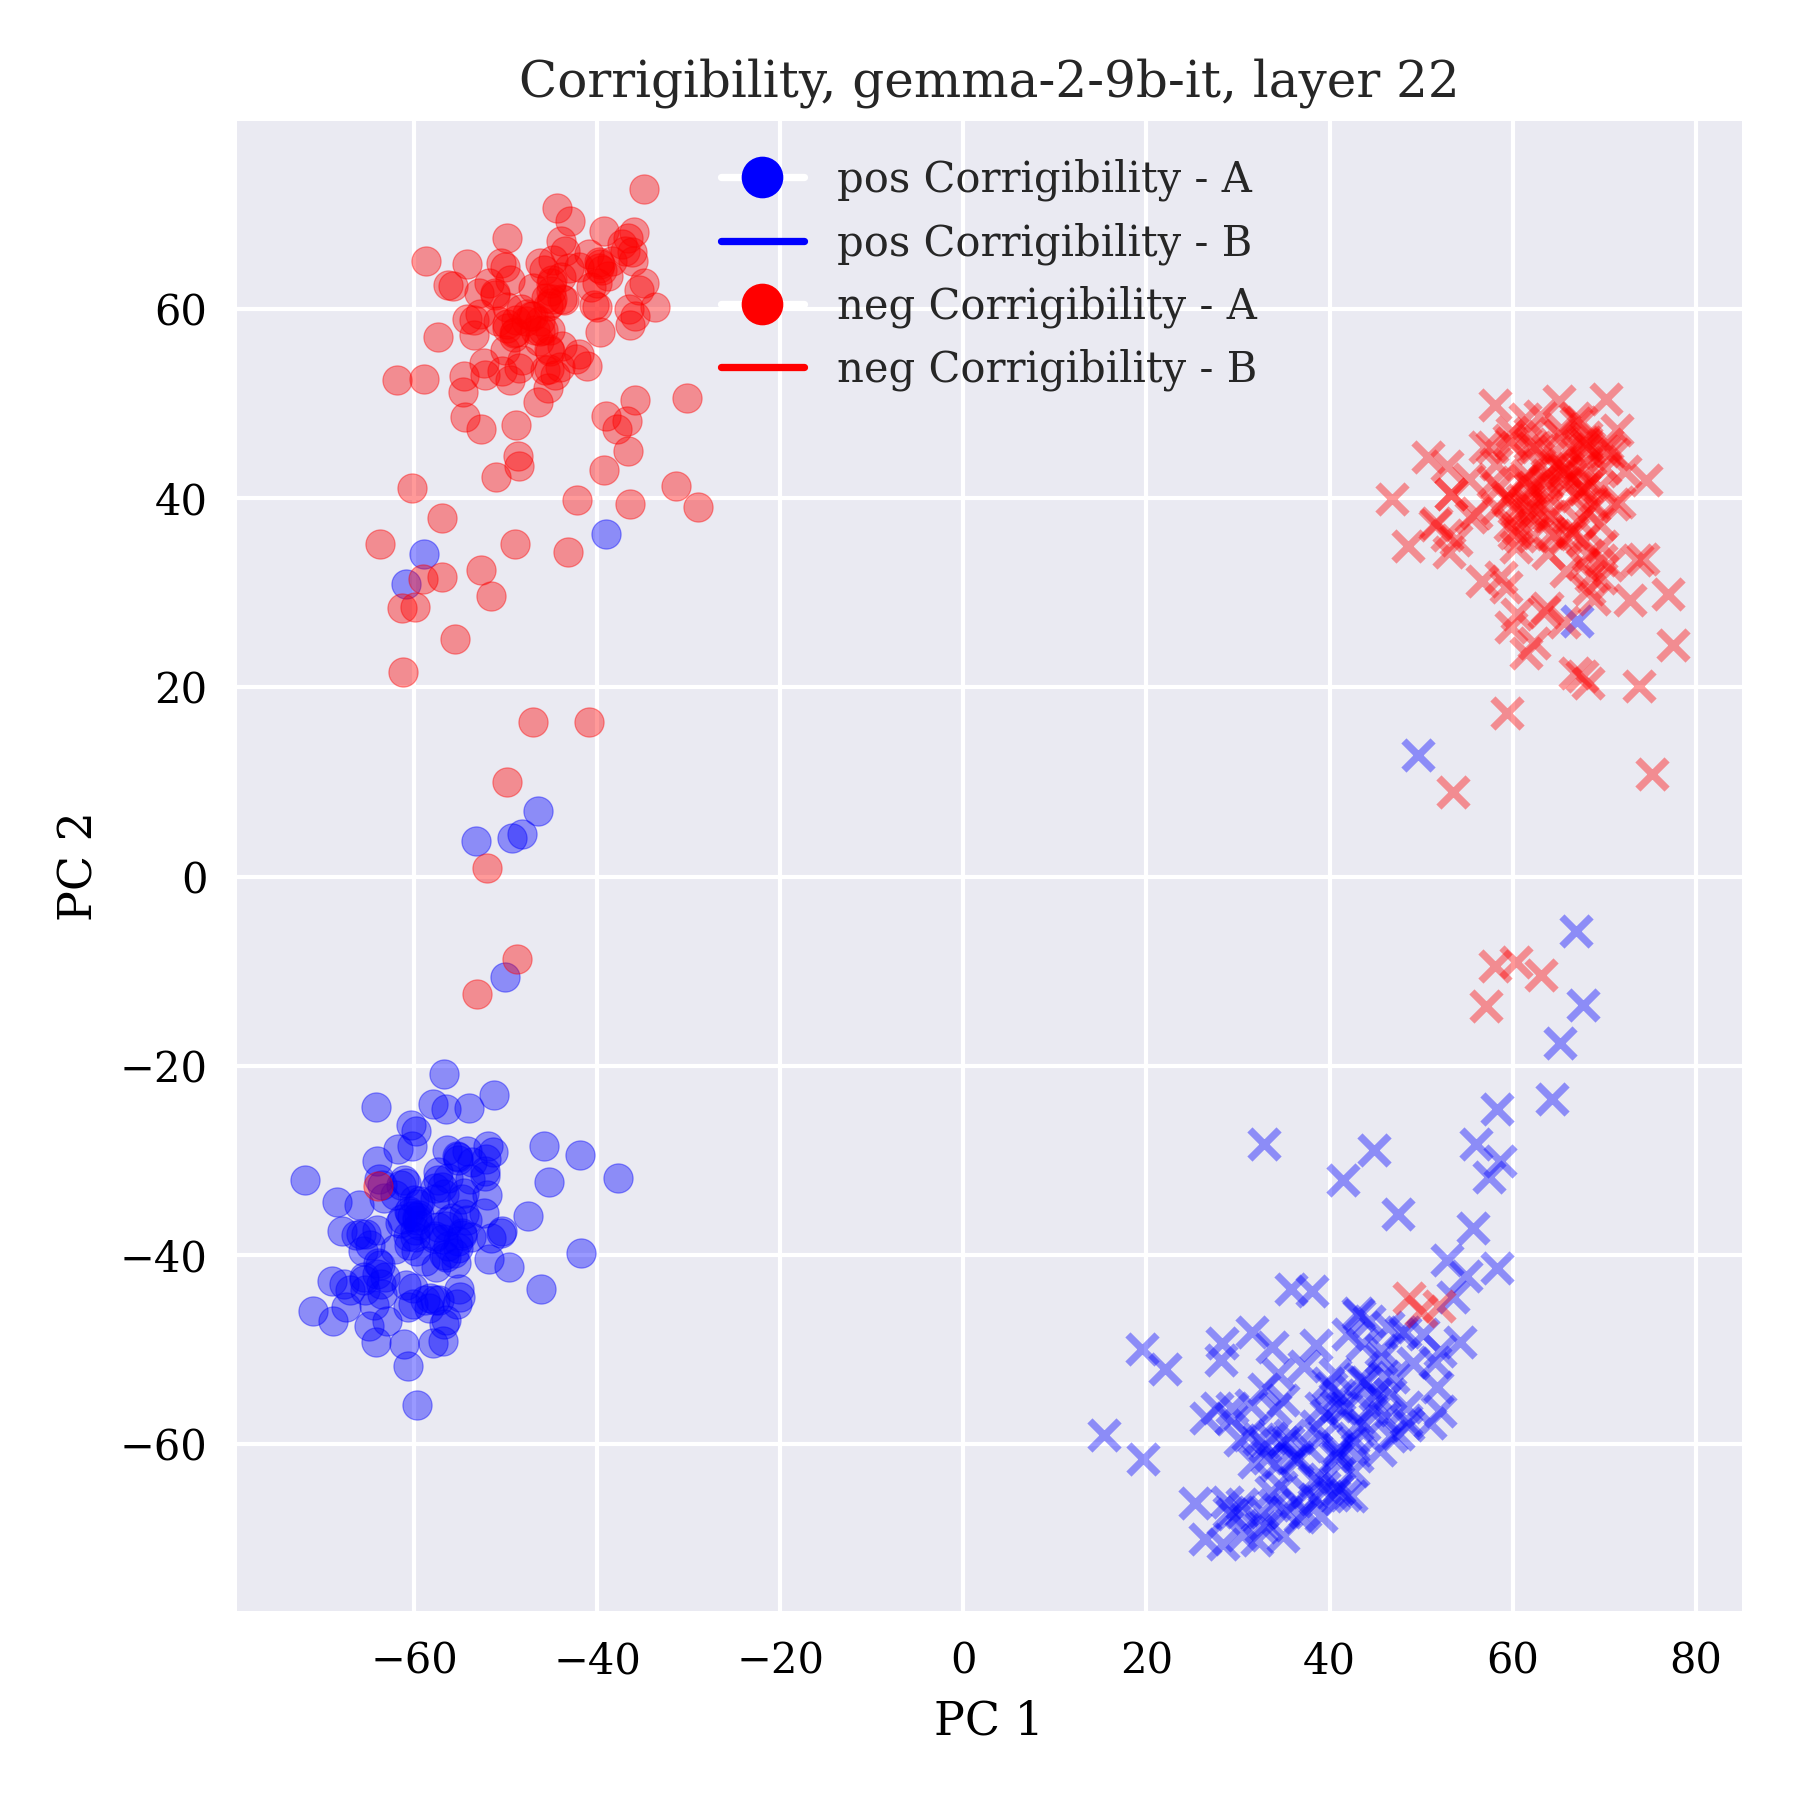 Corrigibility, gemma-2-9b-it, layer 22
pos Corrigibility - A
pos Corrigibility - B
neg Corrigibility - A
neg Corrigibility - B
60
40
20
0
−20
−40
−60
PC 2
−60 −40 −20 0 20 40 60 80
PC 1